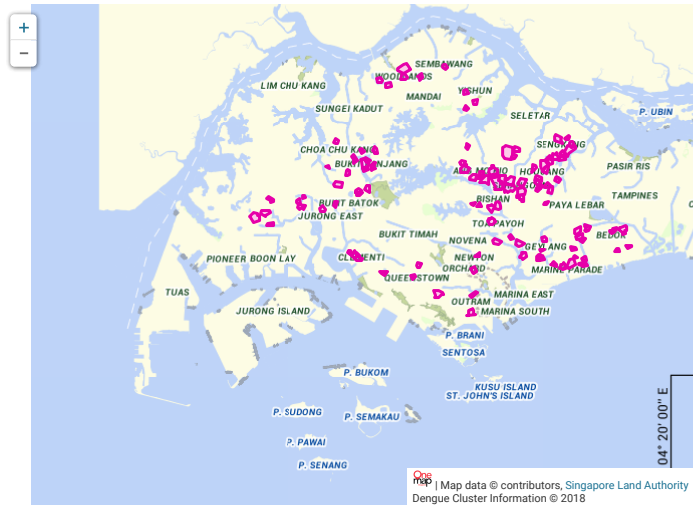 +
−
SEMBAWANG
WOODLANDS
LIM CHU KANG
YISHUN
MANDAI
SUNGEI KADUT
P. UBIN
SELETAR
SENGKANG
CHOA CHU KANG
BUKIT PANJANG
PASIR RIS
ANG MO KIO
HOUGANG
TAMPINES
BISHAN
BUKIT BATOK
PAYA LEBAR
JURONG EAST
TOA PAYOH
BUKIT TIMAH
BEDOK
NOVENA
GEYLANG
PIONEER
BOON LAY
CLEMENTI
NEWTON
ORCHARD
MARINE PARADE
QUEENSTOWN
TUAS
MARINA EAST
OUTRAM
JURONG ISLAND
MARINA SOUTH
P. BRANI
SENTOSA
P. BUKOM
KUSU ISLAND
ST. JOHN'S ISLAND
P. SUDONG
P. SEMAKAU
P. PAWAI
P. SENANG
04° 20' 00" E
One
map | Map data © contributors, Singapore Land Authority
Dengue Cluster Information © 2018